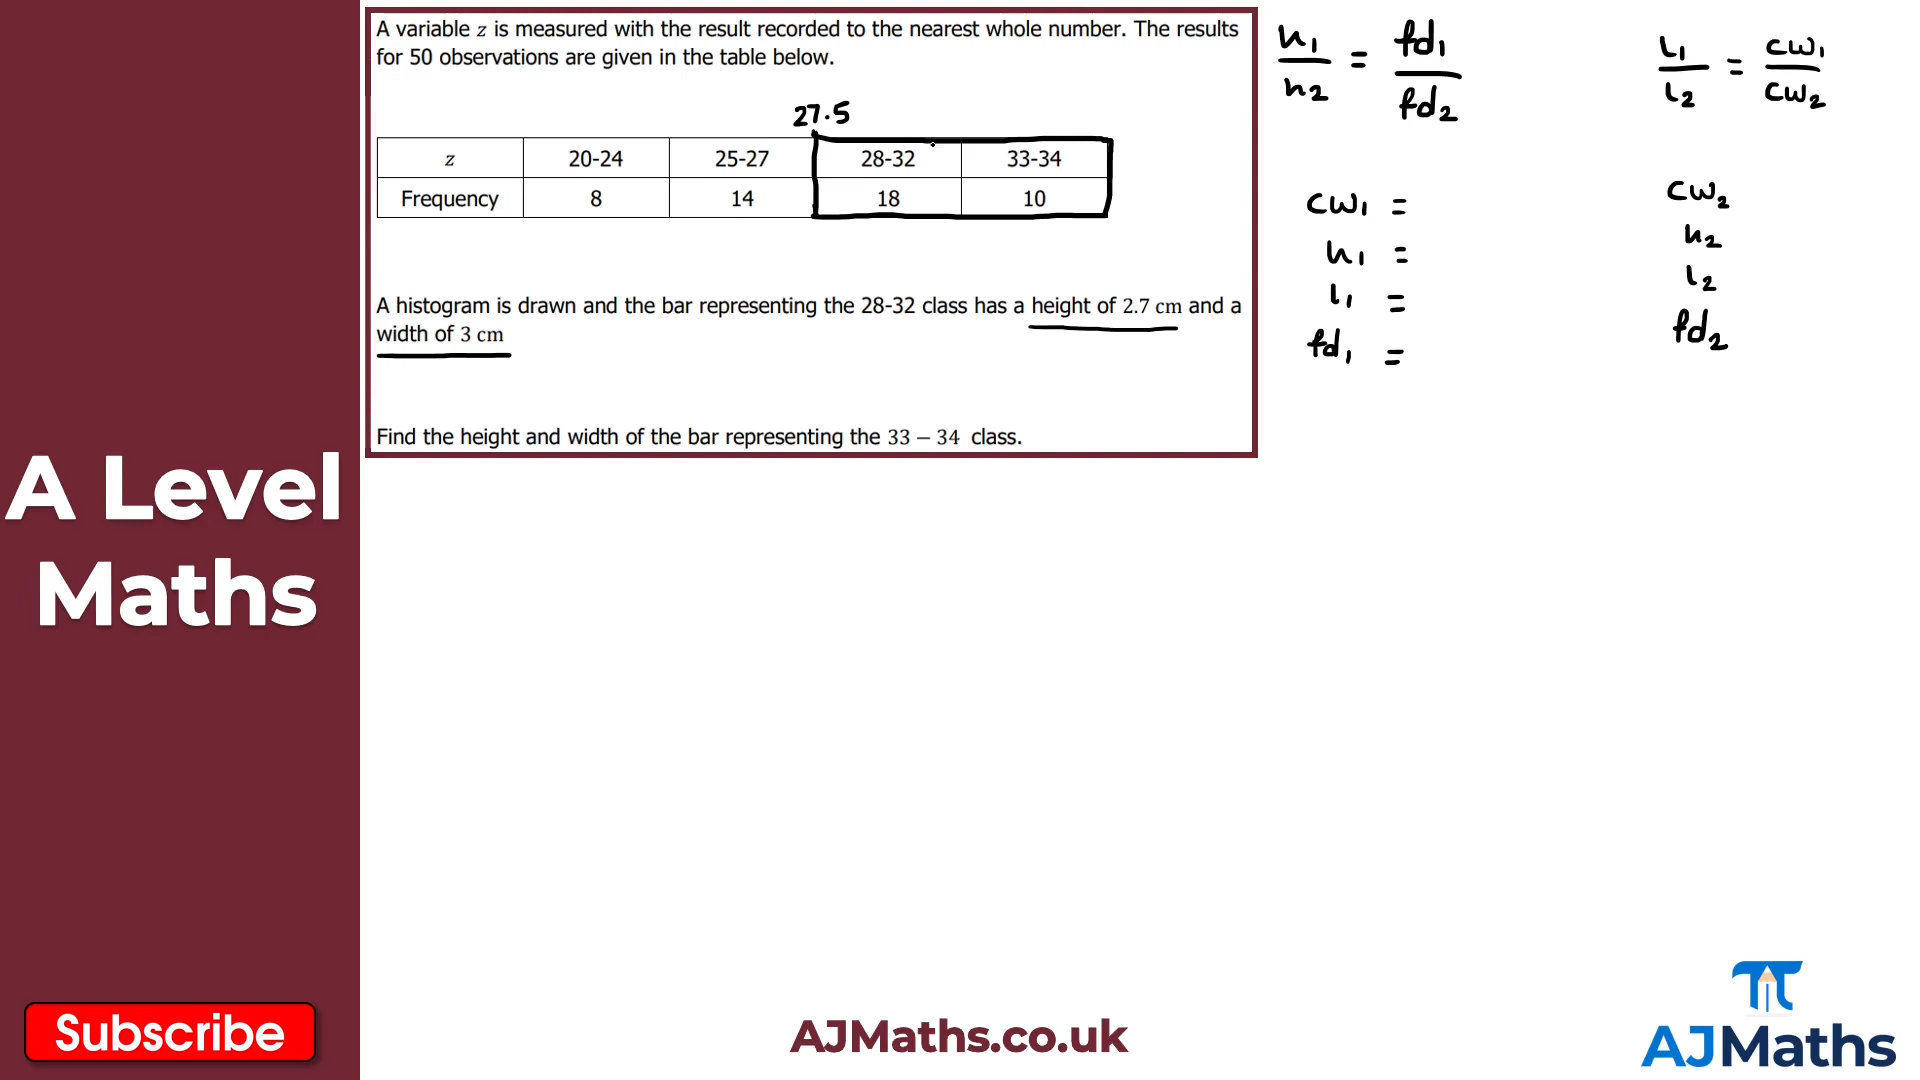 A Level
Maths
Subscribe
A variable z is measured with the result recorded to the nearest whole number. The results
for 50 observations are given in the table below.
27.5
z 20-24 25-27 28-32 33-34
Frequency 8 14 18 10
A histogram is drawn and the bar representing the 28-32 class has a height of 2.7 cm and a
width of 3 cm
Find the height and width of the bar representing the 33 – 34 class.
h₁/h₂ = fd₁/fd₂
l₁/l₂ = cw₁/cw₂
cw₁ =
h₁ =
l₁ =
fd₁ =
cw₂
h₂
l₂
fd₂
AJMaths.co.uk
AJMaths